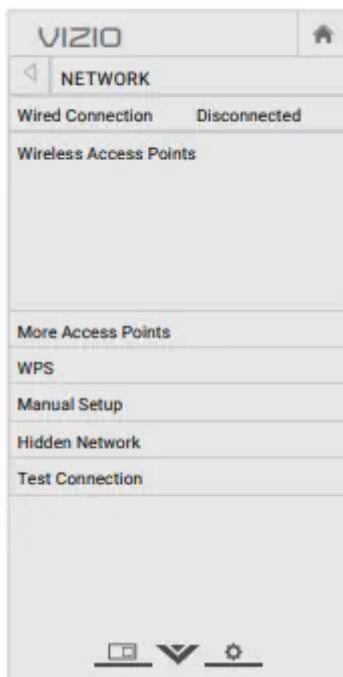 VIZIO
NETWORK
Wired Connection Disconnected
Wireless Access Points
More Access Points
WPS
Manual Setup
Hidden Network
Test Connection